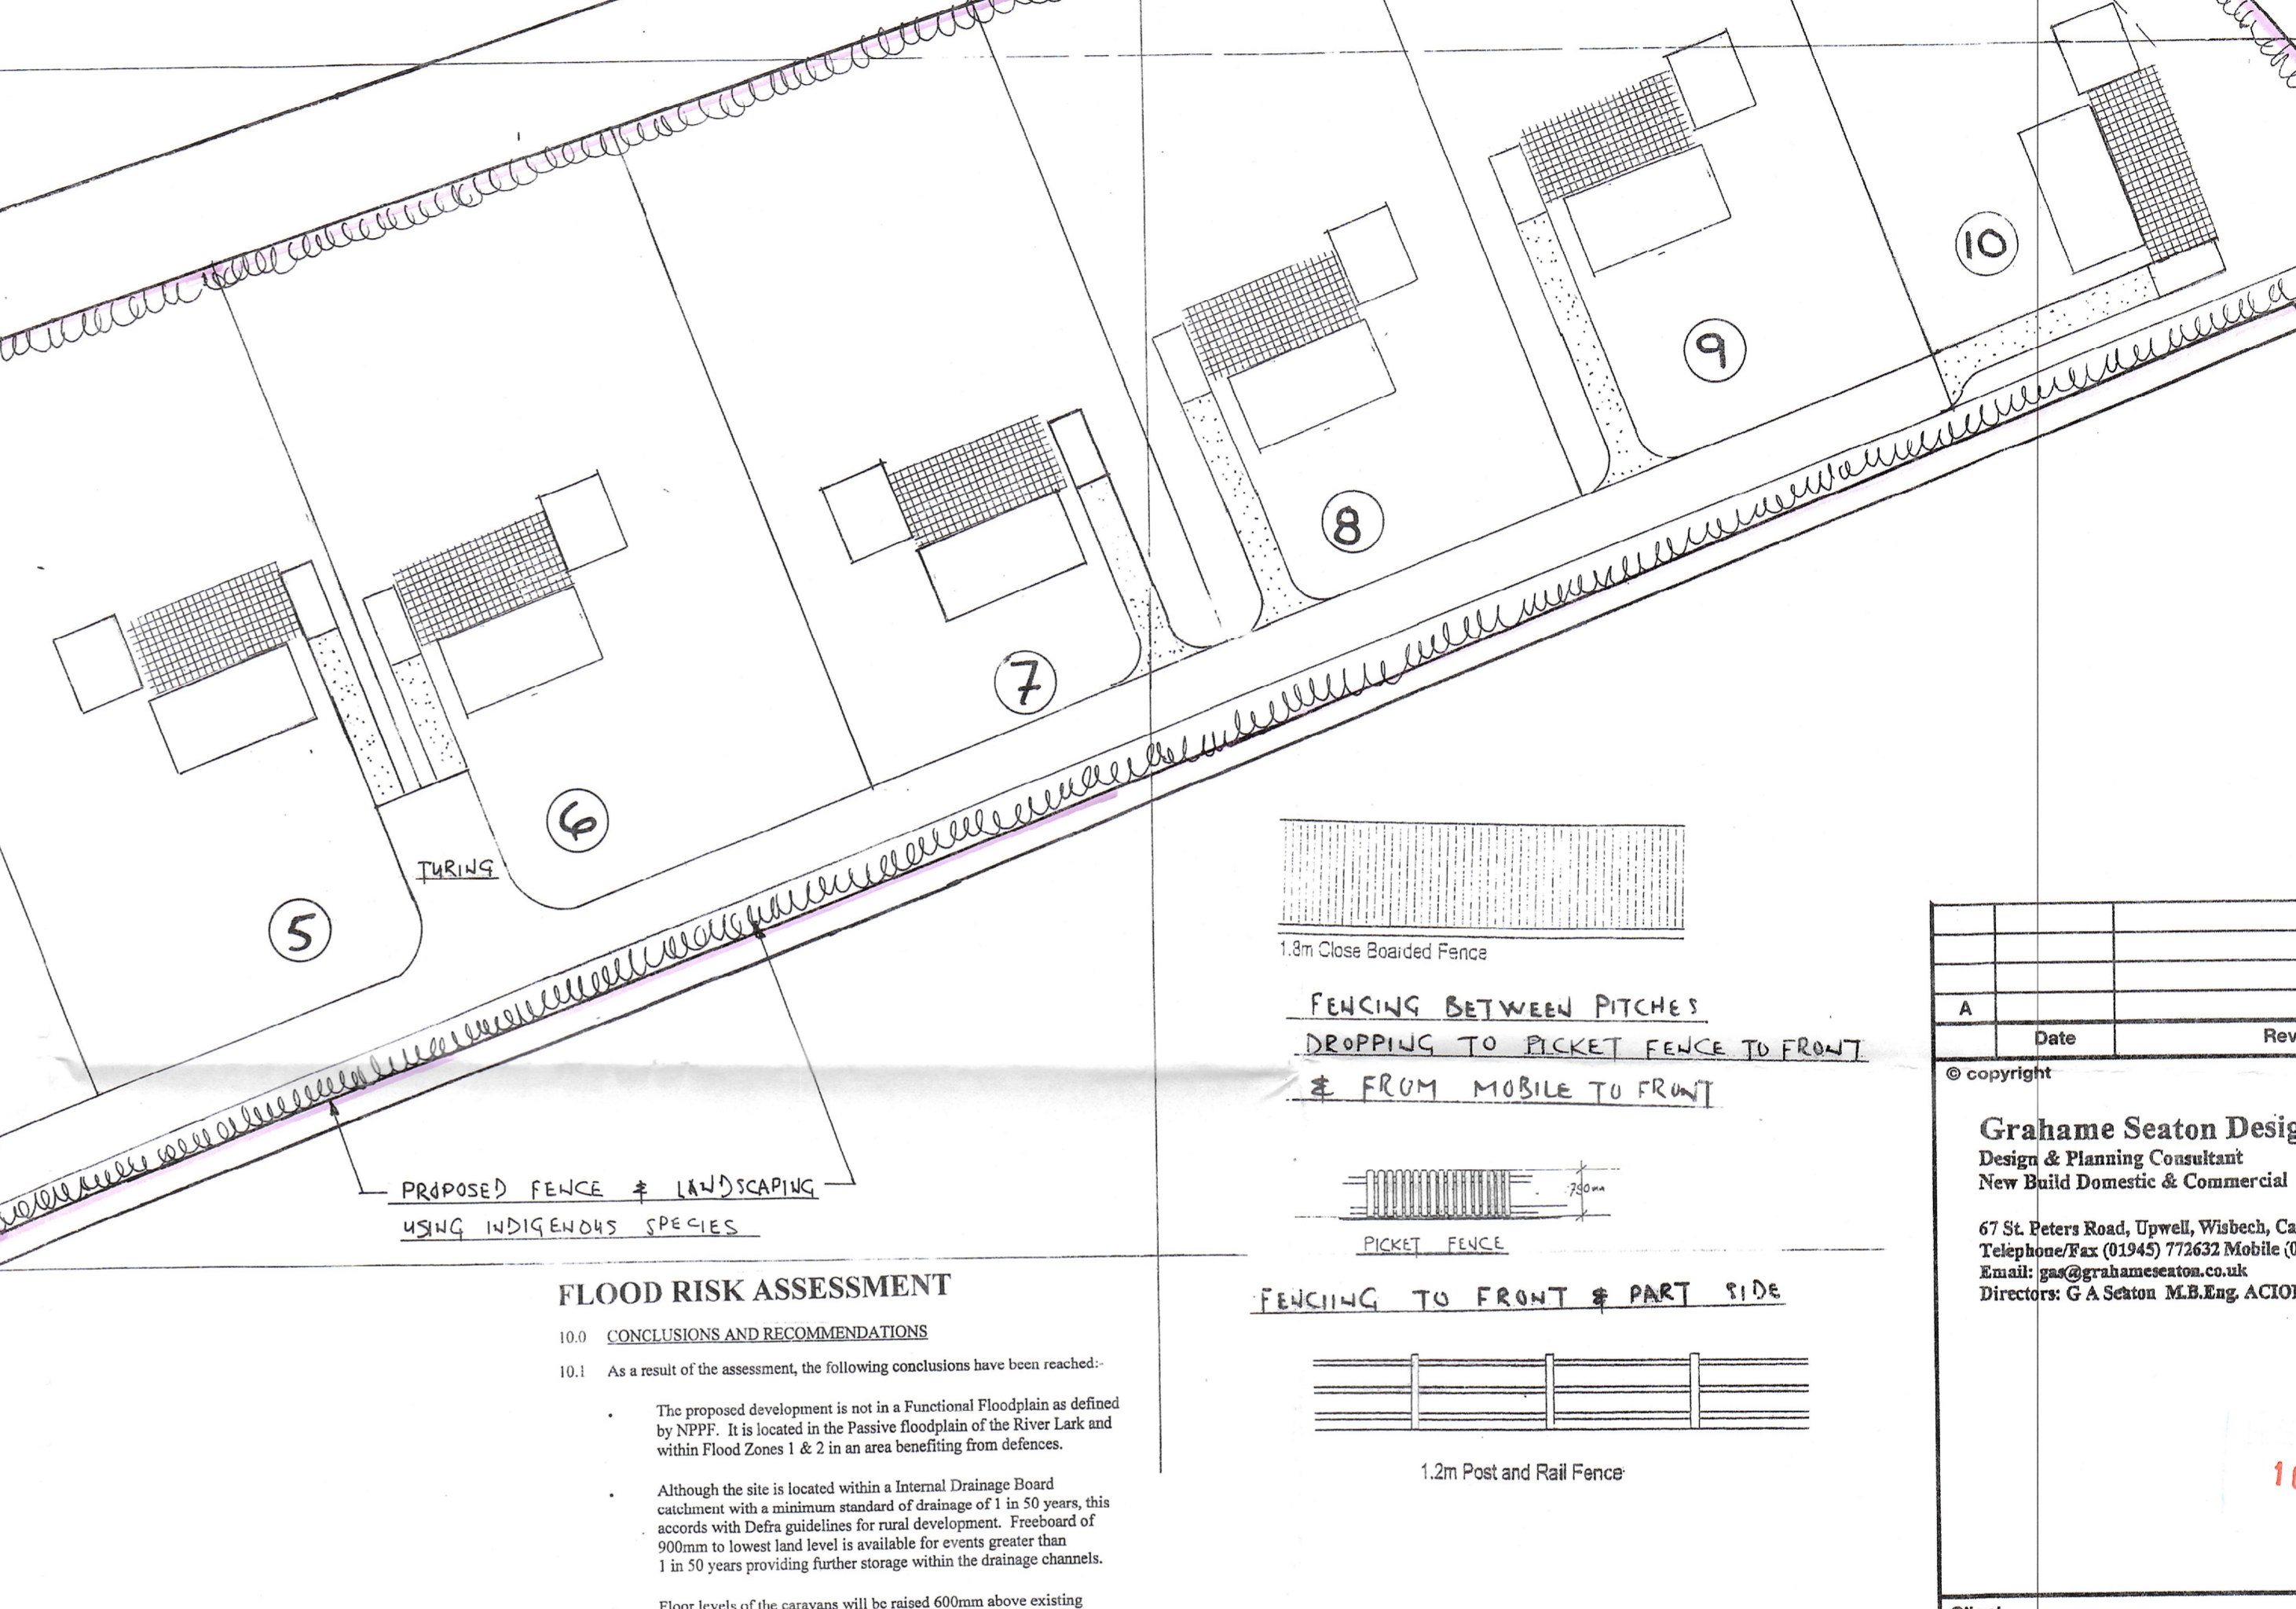 10
9
8
7
6
5
TURING
1.8m Close Boarded Fence
FENCING BETWEEN PITCHES
DROPPING TO PICKET FENCE TO FRONT
& FROM MOBILE TO FRONT
PROPOSED FENCE & LANDSCAPING
USING INDIGENOUS SPECIES
PICKET FENCE
FENCIING TO FRONT & PART SIDE
1.2m Post and Rail Fence
FLOOD RISK ASSESSMENT
10.0 CONCLUSIONS AND RECOMMENDATIONS
10.1 As a result of the assessment, the following conclusions have been reached:-
• The proposed development is not in a Functional Floodplain as defined
by NPPF. It is located in the Passive floodplain of the River Lark and
within Flood Zones 1 & 2 in an area benefiting from defences.
• Although the site is located within a Internal Drainage Board
catchment with a minimum standard of drainage of 1 in 50 years, this
accords with Defra guidelines for rural development. Freeboard of
900mm to lowest land level is available for events greater than
1 in 50 years providing further storage within the drainage channels.
Floor levels of the caravans will be raised 600mm above existing
A
Date Rev
© copyright
Grahame Seaton Desig
Design & Planning Consultant
New Build Domestic & Commercial
67 St. Peters Road, Upwell, Wisbech, Ca
Telephone/Fax (01945) 772632 Mobile (0
Email: gas@grahameseaton.co.uk
Directors: G A Seaton M.B.Eng. ACIO